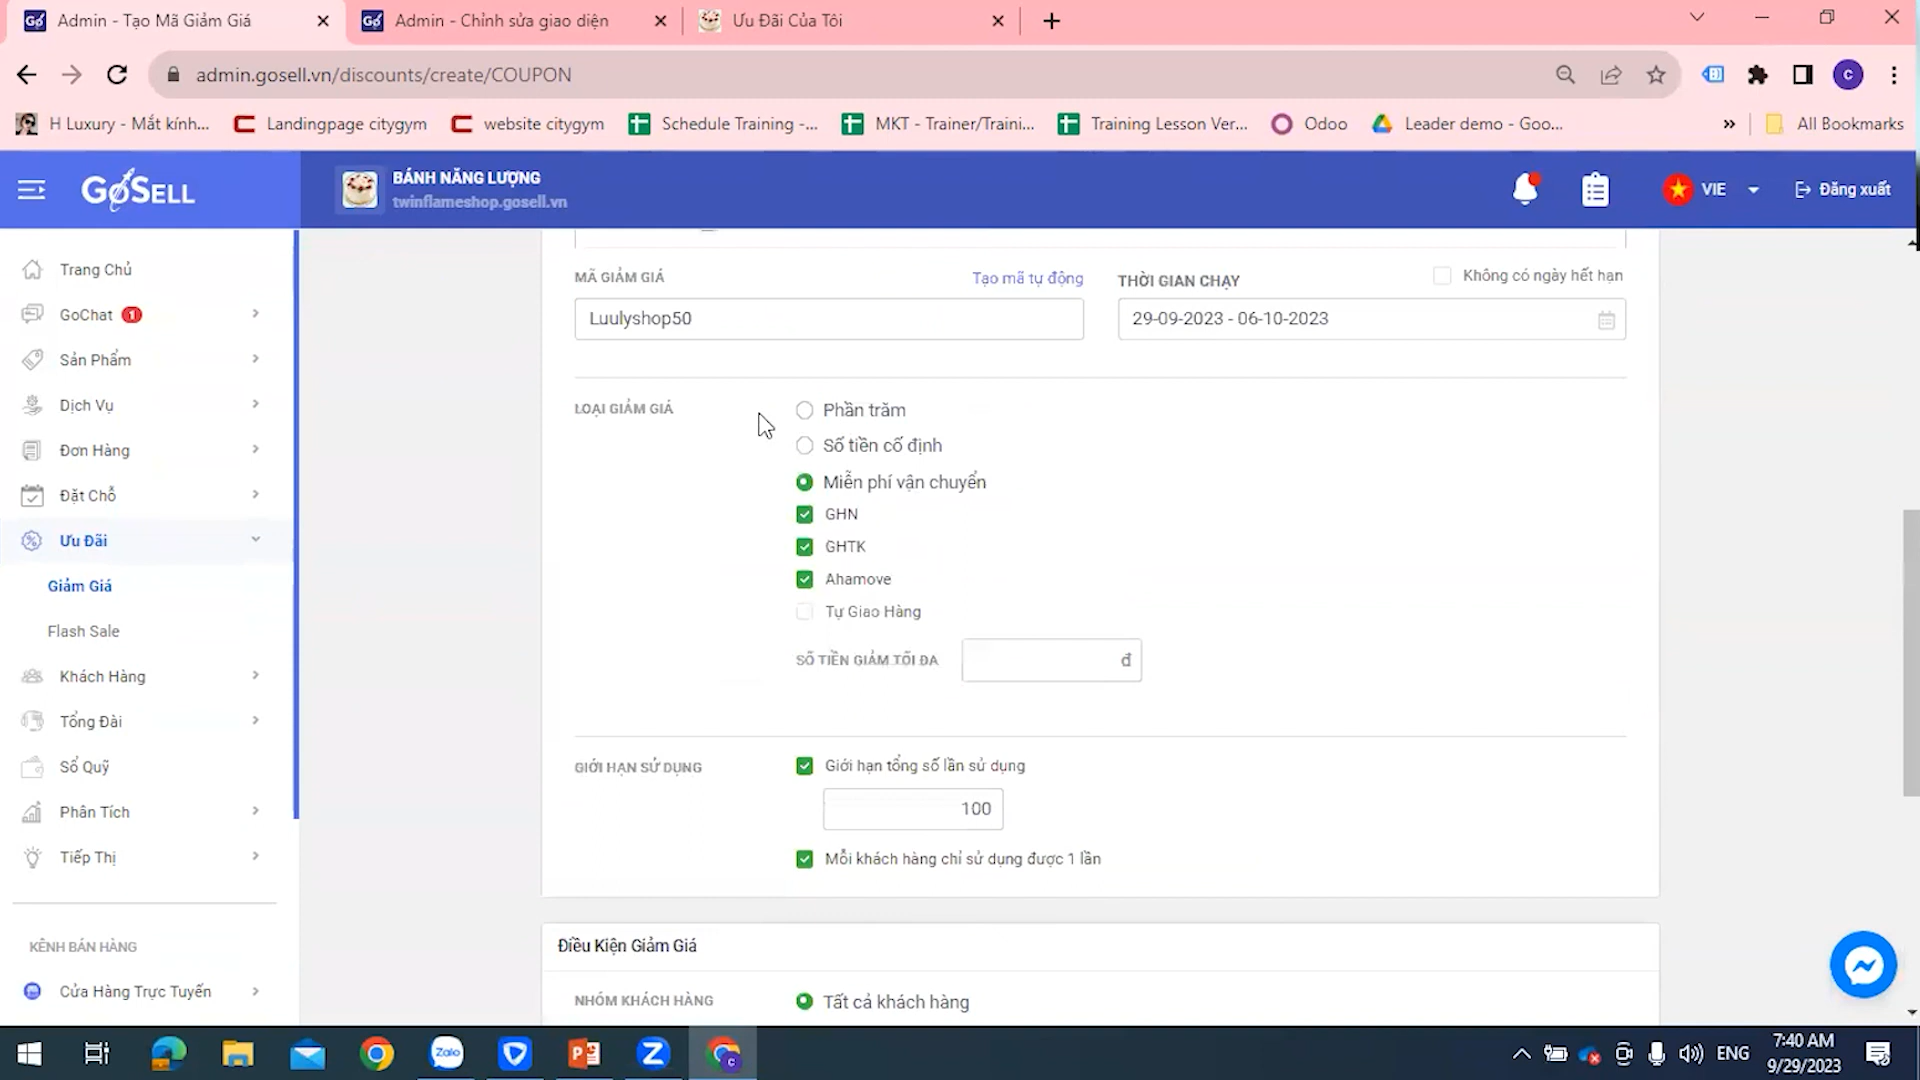 Admin - Tạo Mã Giảm Giá
Admin - Chỉnh sửa giao diện
Ưu Đãi Của Tôi
admin.gosell.vn/discounts/create/COUPON
C
H Luxury - Mắt kính...
Landingpage citygym
website citygym
Schedule Training -...
MKT - Trainer/Traini...
Training Lesson Ver...
Odoo
Leader demo - Goo...
»
All Bookmarks
GoSELL
BÁNH NĂNG LƯỢNG
twinflameshop.gosell.vn
VIE
Đăng xuất
Trang Chủ
GoChat 1
Sản Phẩm
Dịch Vụ
Đơn Hàng
Đặt Chỗ
Ưu Đãi
Giảm Giá
Flash Sale
Khách Hàng
Tổng Đài
Sổ Quỹ
Phân Tích
Tiếp Thị
KÊNH BÁN HÀNG
Cửa Hàng Trực Tuyến
MÃ GIẢM GIÁ
Tạo mã tự động
Luulyshop50
THỜI GIAN CHẠY
Không có ngày hết hạn
29-09-2023 - 06-10-2023
LOẠI GIẢM GIÁ
Phần trăm
Số tiền cố định
Miễn phí vận chuyển
GHN
GHTK
Ahamove
Tự Giao Hàng
SỐ TIỀN GIẢM TỐI ĐA
đ
GIỚI HẠN SỬ DỤNG
Giới hạn tổng số lần sử dụng
100
Mỗi khách hàng chỉ sử dụng được 1 lần
Điều Kiện Giảm Giá
NHÓM KHÁCH HÀNG
Tất cả khách hàng
Zalo
ENG
7:40 AM
9/29/2023